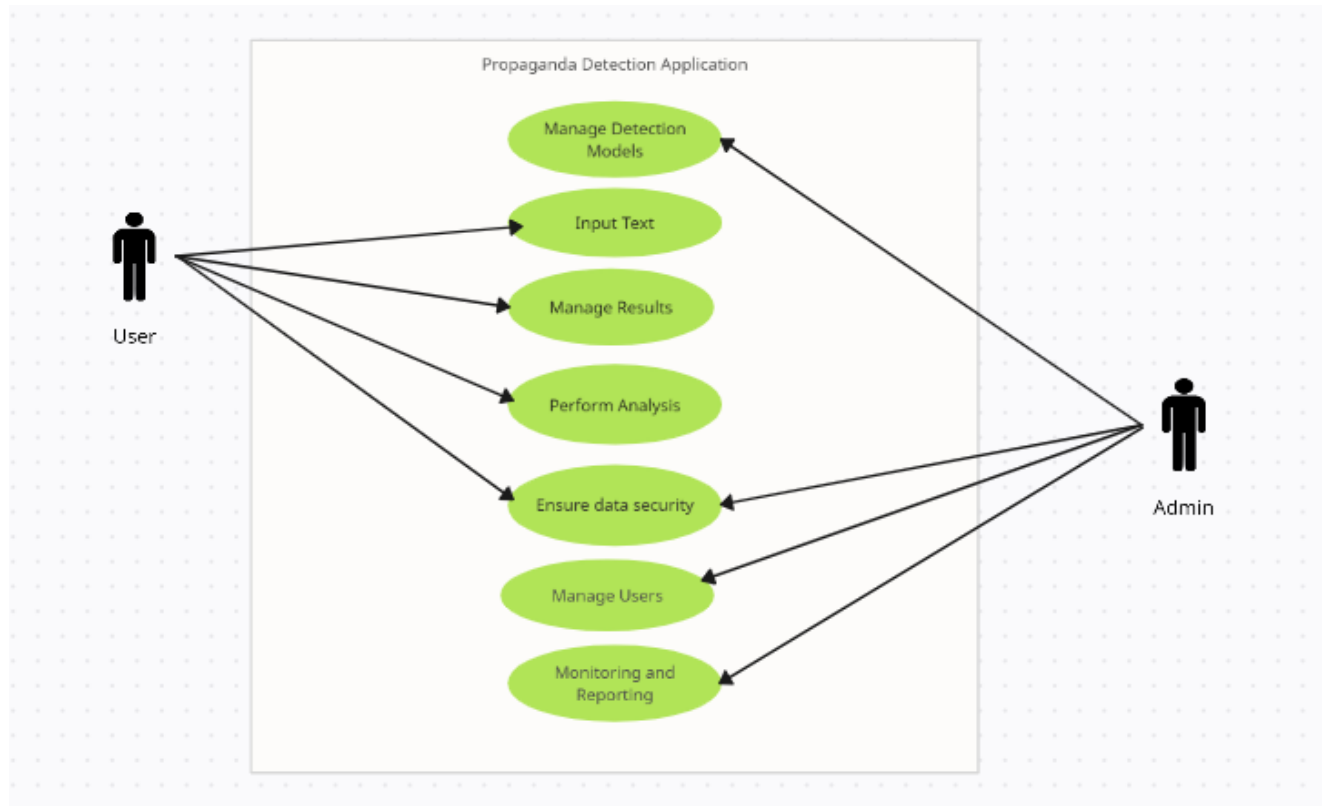 Propaganda Detection Application
Manage Detection
Models
Input Text
Manage Results
User
Perform Analysis
Ensure data security
Admin
Manage Users
Monitoring and
Reporting